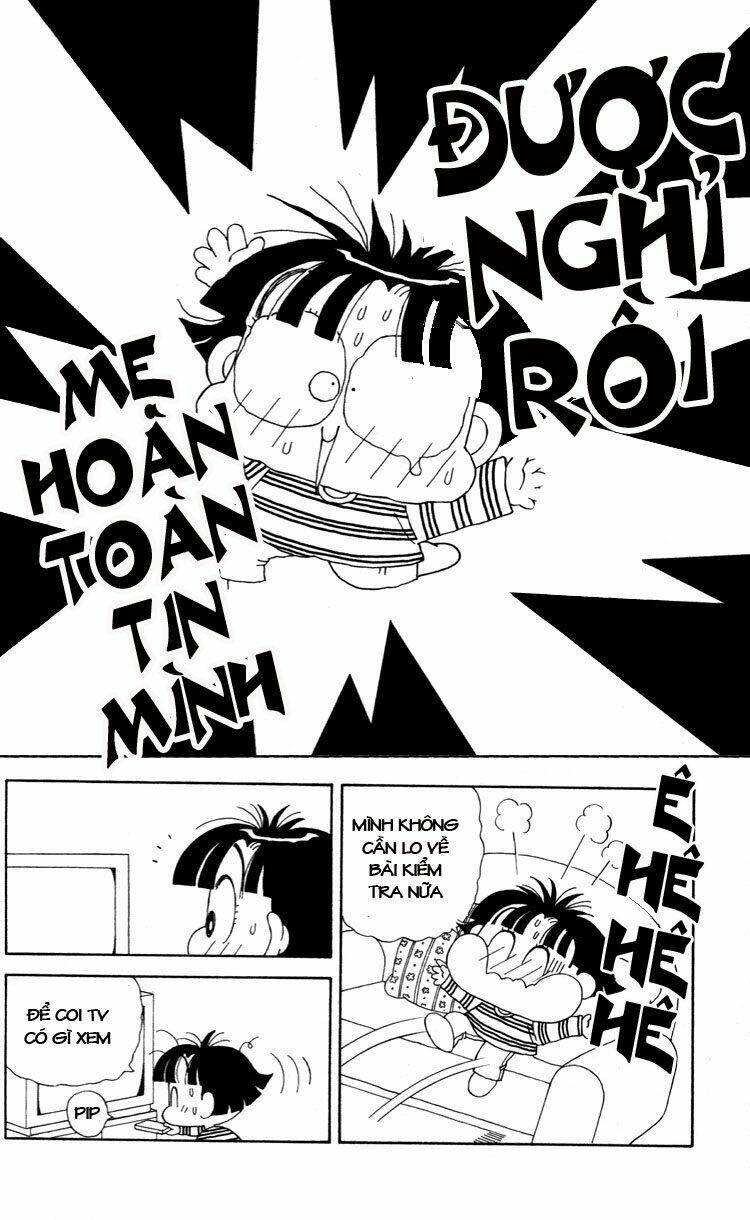 ĐƯỢC
NGHỈ
RỒI
MẸ
HOÀN
TOÀN
TIN
MÌNH
MÌNH KHÔNG
CẦN LO VỀ
BÀI KIỂM
TRA NỮA
Ê
HÊ
HÊ
HÊ
ĐỂ COI TV
CÓ GÌ XEM
PIP